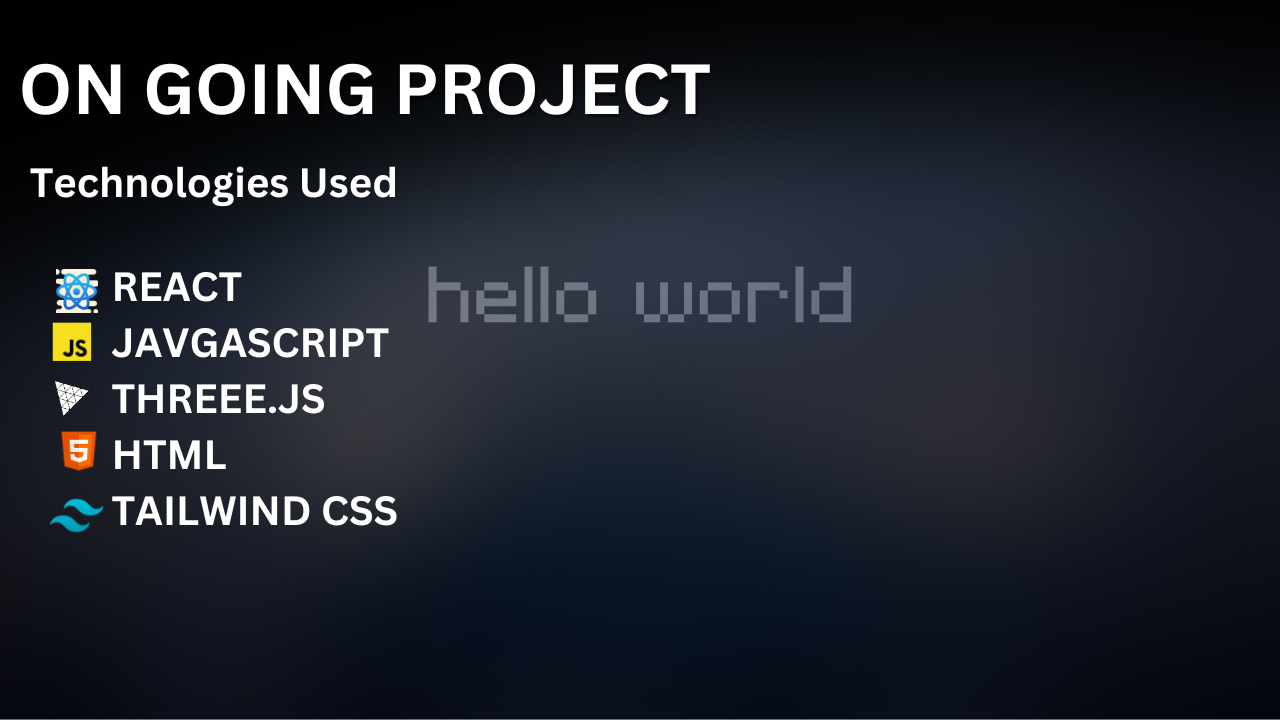 ON GOING PROJECT
Technologies Used
REACT
hello world
JS JAVGASCRIPT
THREEE.JS
5 HTML
TAILWIND CSS